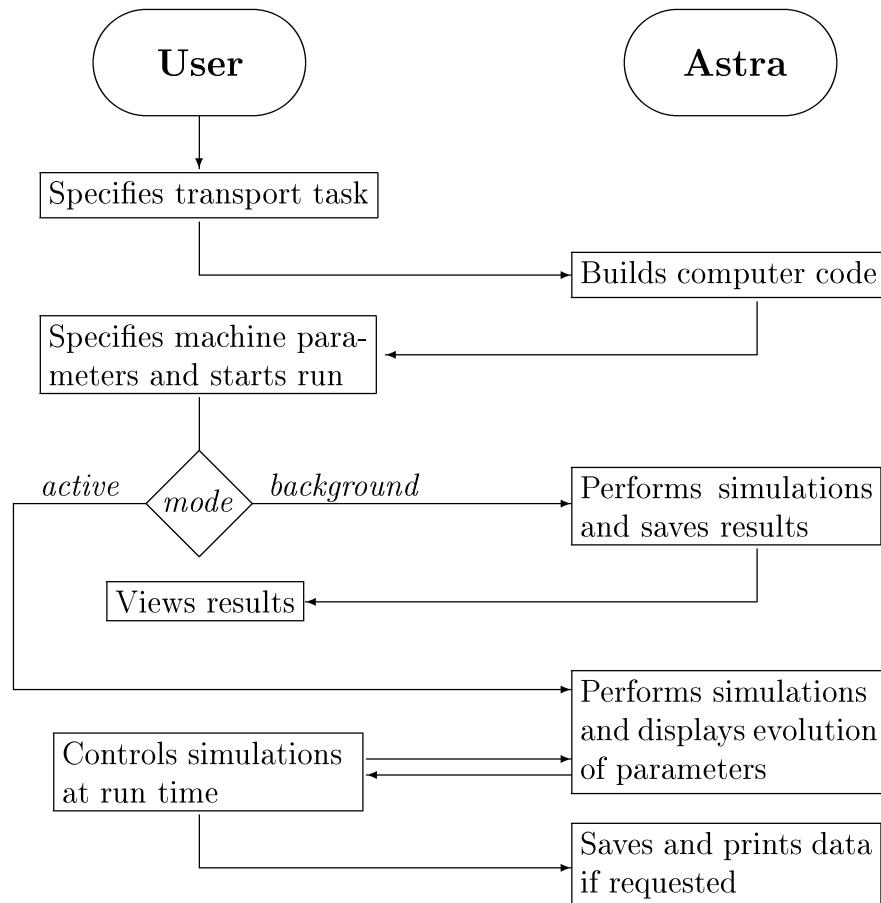 User
Astra
Specifies transport task
Builds computer code
Specifies machine para-
meters and starts run
active
mode
background
Performs simulations
and saves results
Views results
Performs simulations
and displays evolution
of parameters
Controls simulations
at run time
Saves and prints data
if requested